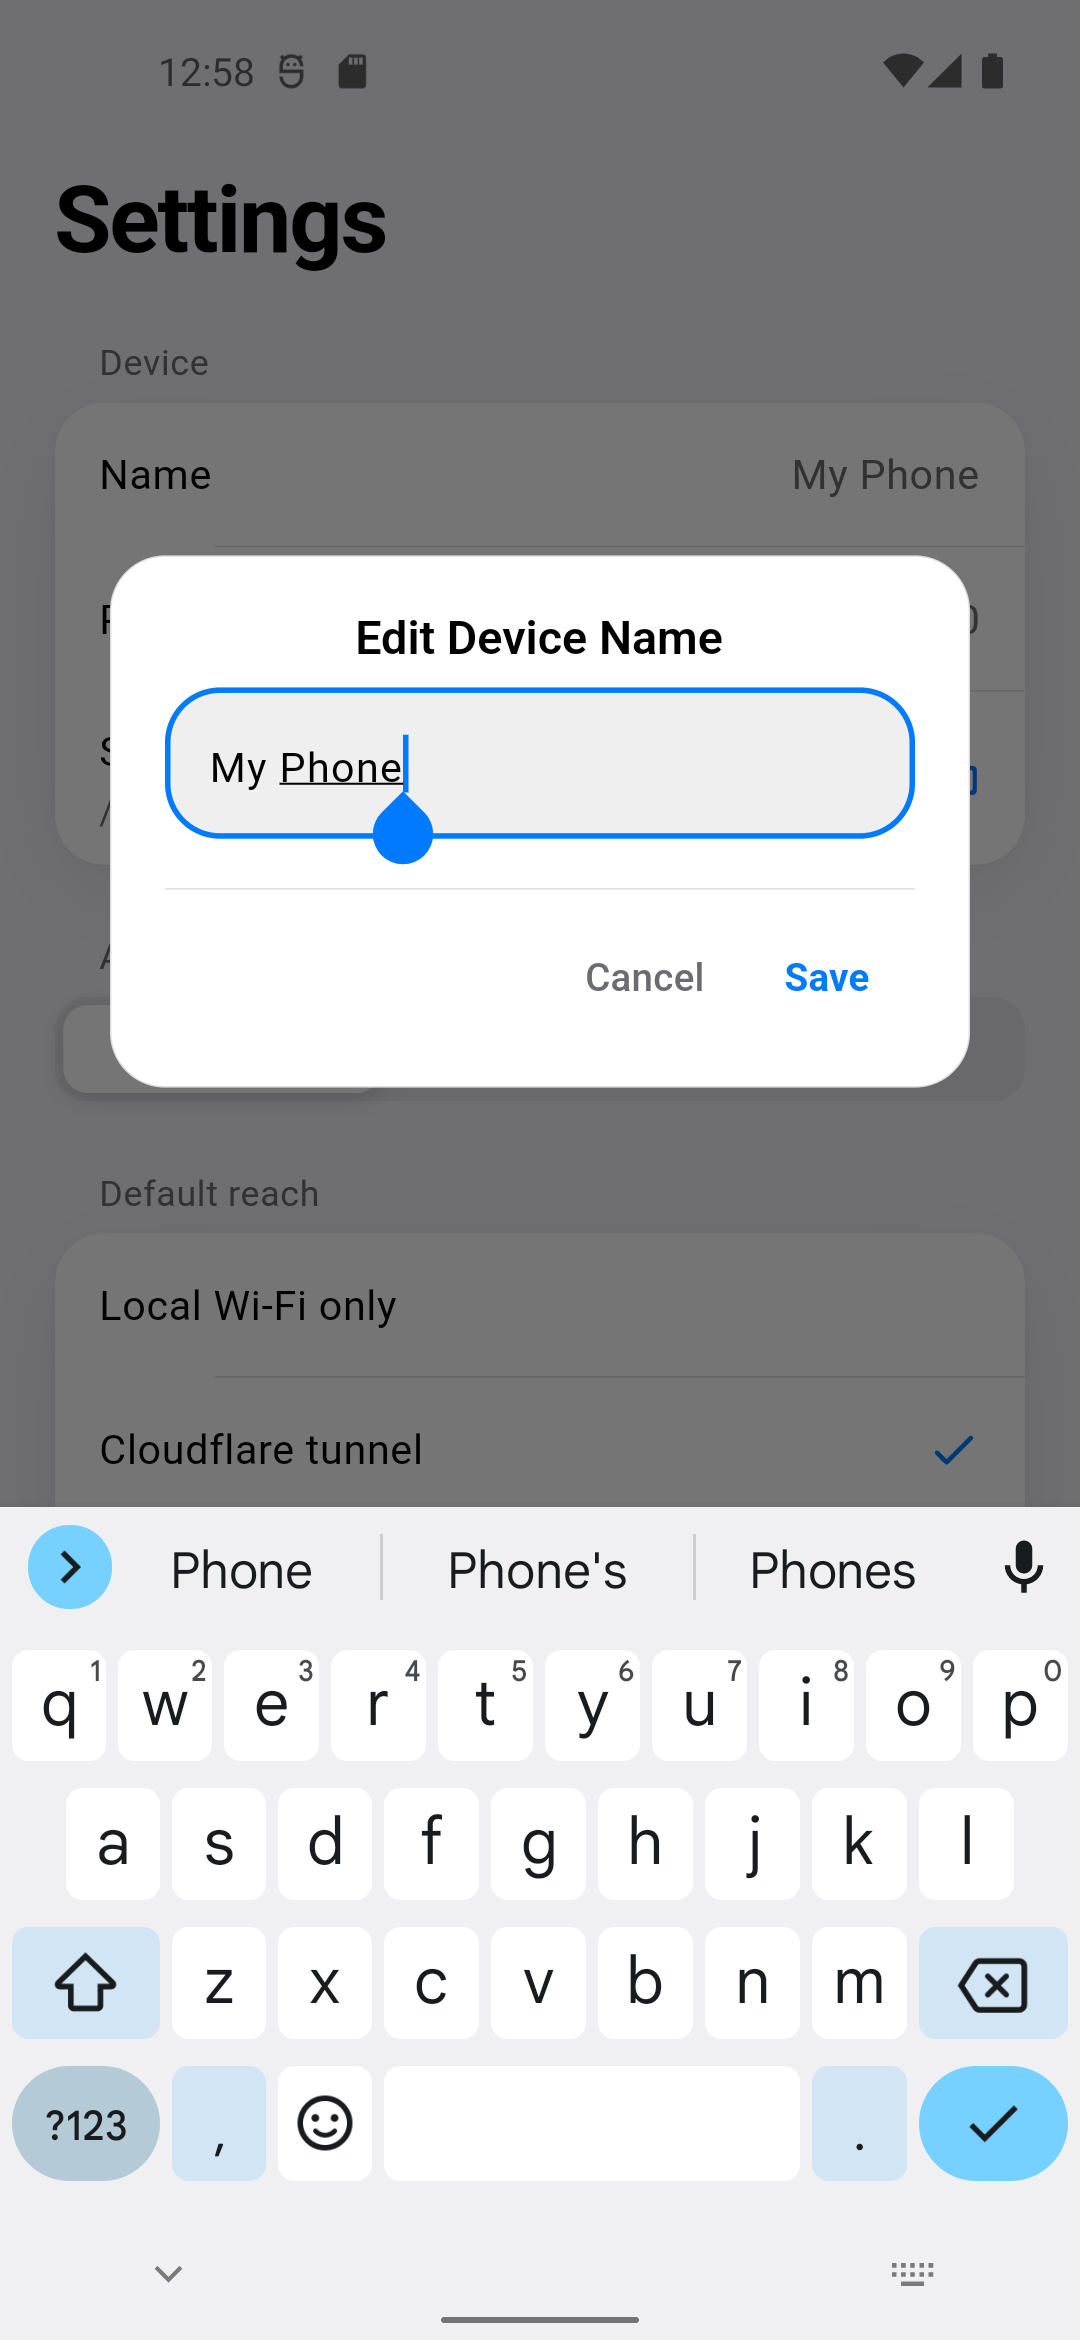 12:58
Settings
Device
Name My Phone
Edit Device Name
My Phone
Cancel Save
Default reach
Local Wi-Fi only
Cloudflare tunnel
Phone Phone's Phones
q 1 w 2 e 3 r 4 t 5 y 6 u 7 i 8 o 9 p 0
a s d f g h j k l
z x c v b n m
?123 , .